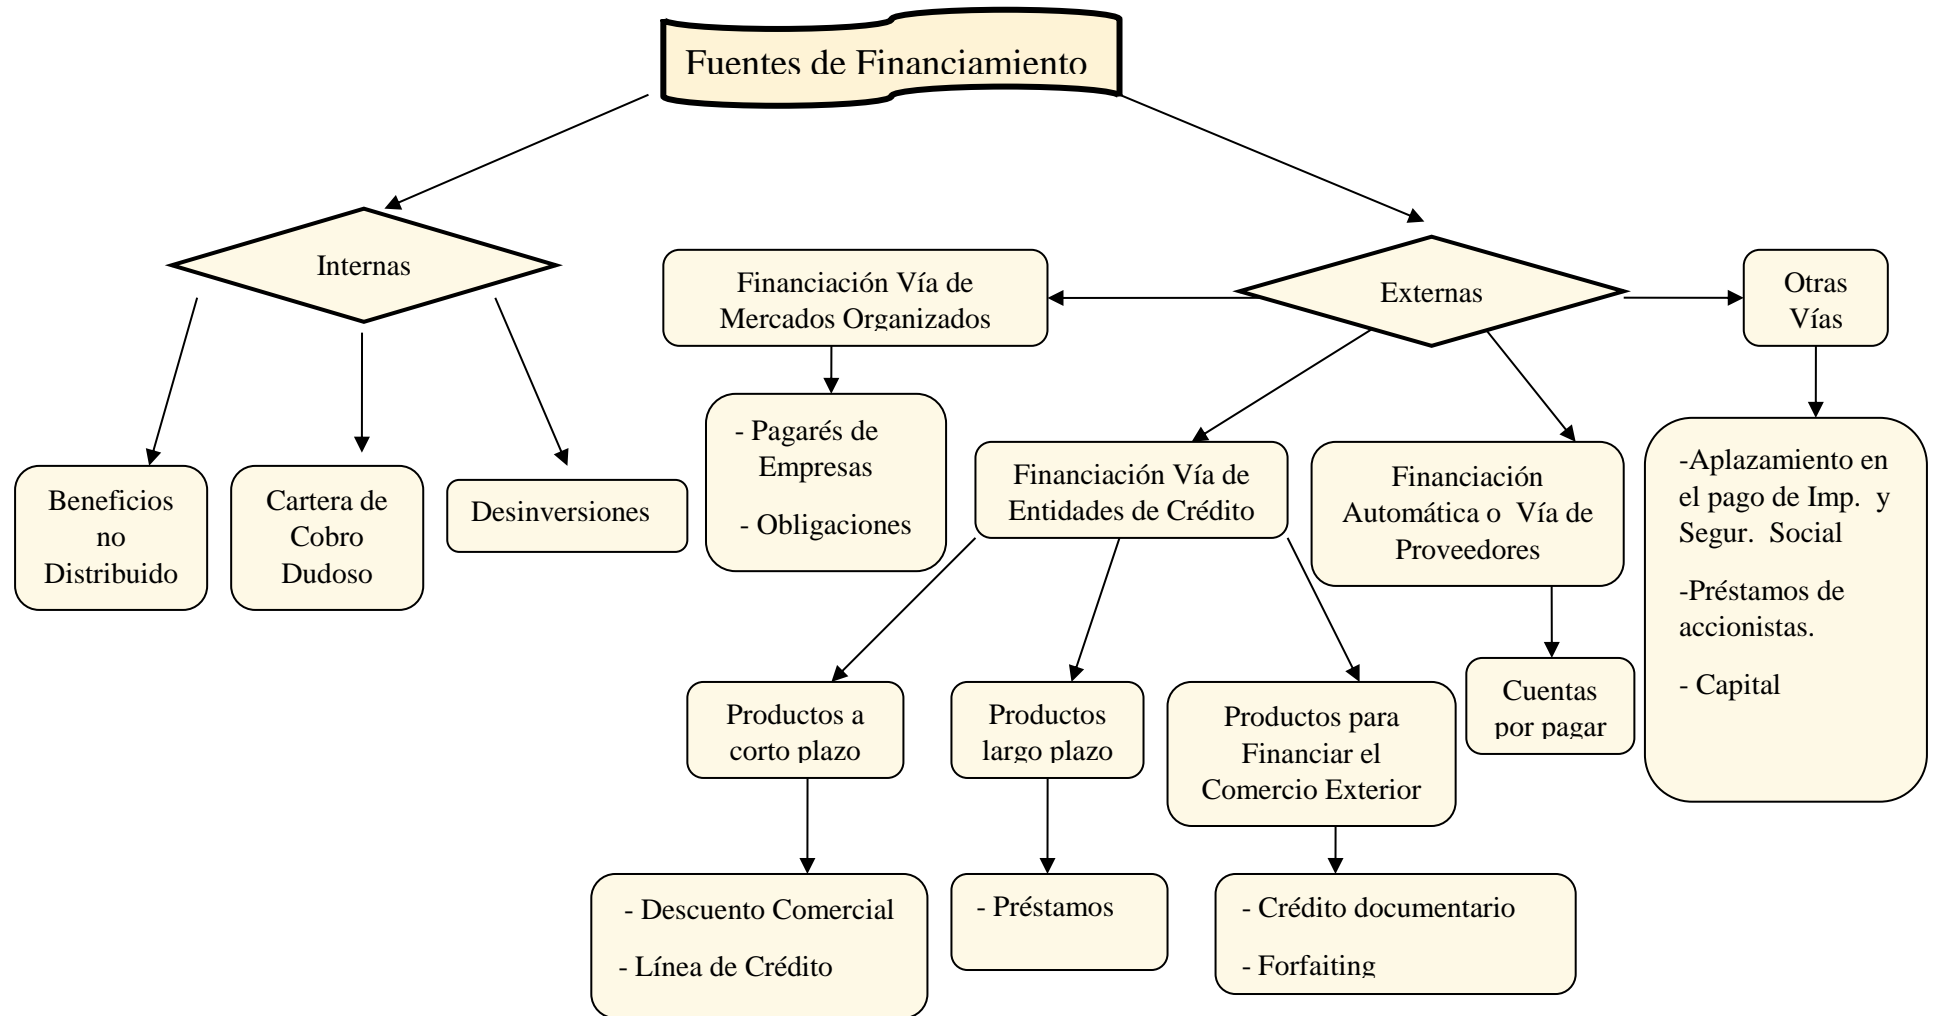 Fuentes de Financiamiento
Internas
Externas
Financiación Vía de
Mercados Organizados
Otras
Vías
- Pagarés de
Empresas
- Obligaciones
Beneficios
no
Distribuido
Cartera de
Cobro
Dudoso
Desinversiones
Financiación Vía de
Entidades de Crédito
Financiación
Automática o Vía de
Proveedores
-Aplazamiento en
el pago de Imp. y
Segur. Social
-Préstamos de
accionistas.
- Capital
Productos a
corto plazo
Productos
largo plazo
Productos para
Financiar el
Comercio Exterior
Cuentas
por pagar
- Descuento Comercial
- Línea de Crédito
- Préstamos
- Crédito documentario
- Forfaiting